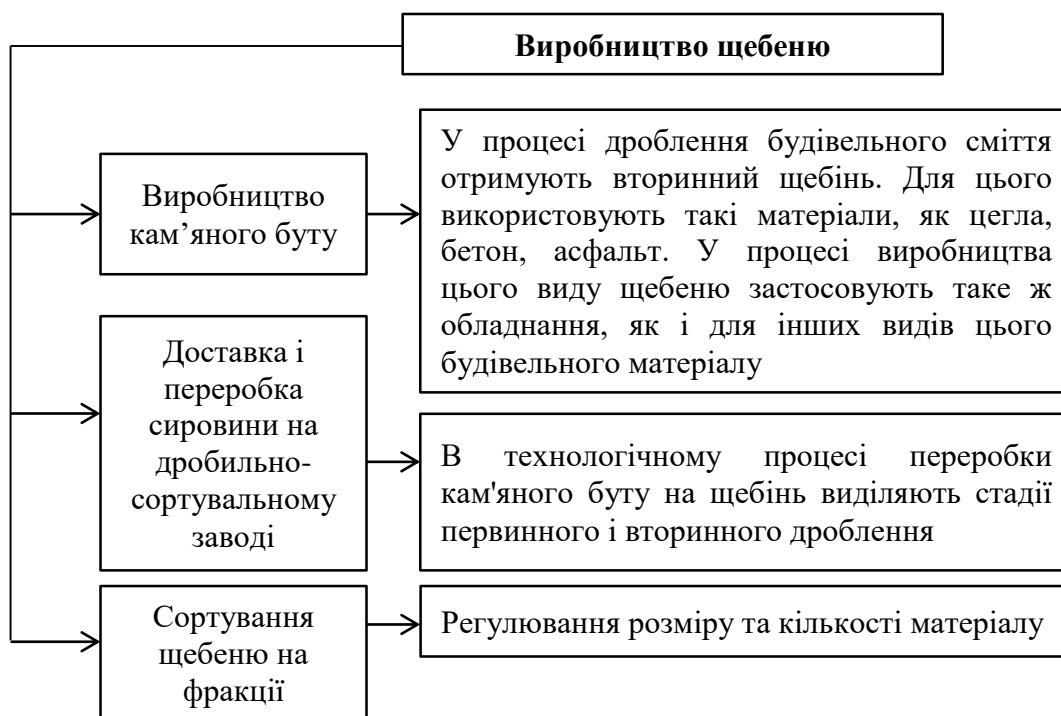 Виробництво щебеню
Виробництво
кам’яного буту
У процесі дроблення будівельного сміття
отримують вторинний щебінь. Для цього
використовують такі матеріали, як цегла,
бетон, асфальт. У процесі виробництва
цього виду щебеню застосовують таке ж
обладнання, як і для інших видів цього
будівельного матеріалу
Доставка і
переробка
сировини на
дробильно-
сортувальному
заводі
В технологічному процесі переробки
кам'яного буту на щебінь виділяють стадії
первинного і вторинного дроблення
Сортування
щебеню на
фракції
Регулювання розміру та кількості матеріалу